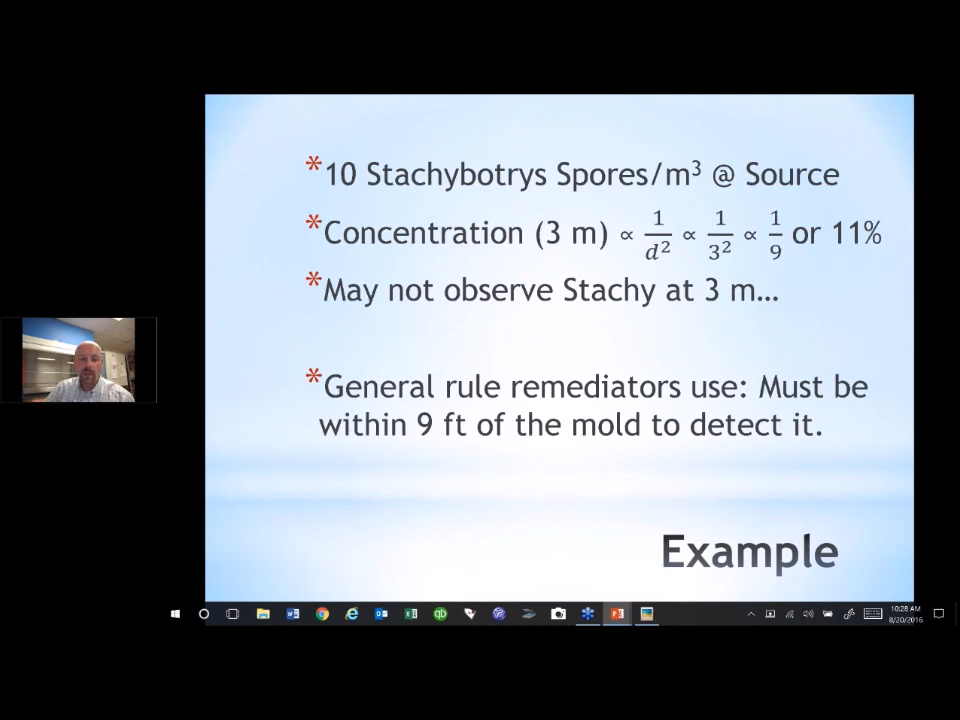 *10 Stachybotrys Spores/m³ @ Source
*Concentration (3 m) ∝ 1/d² ∝ 1/3² ∝ 1/9 or 11%
*May not observe Stachy at 3 m…
*General rule remediators use: Must be
within 9 ft of the mold to detect it.
Example
10:28 AM
8/20/2016